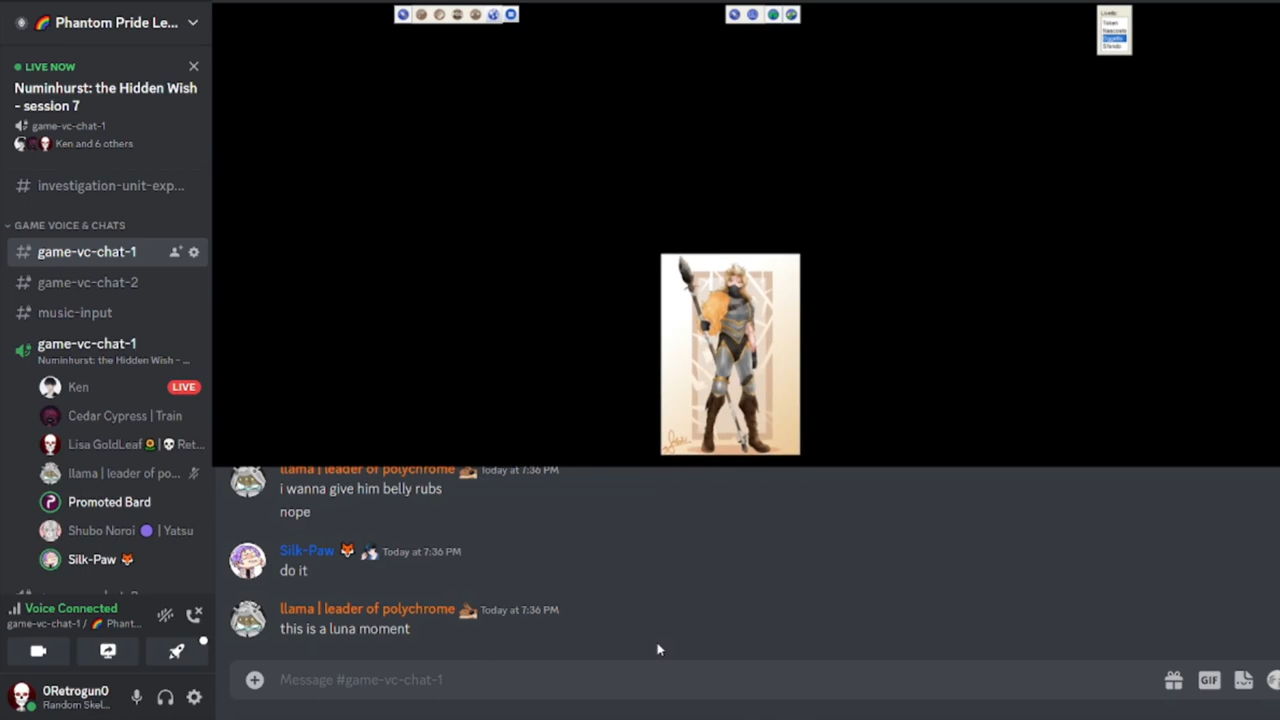 Phantom Pride Le...
LIVE NOW
Numinhurst: the Hidden Wish
- session 7
game-vc-chat-1
Ken and 6 others
investigation-unit-exp...
GAME VOICE & CHATS
game-vc-chat-1
game-vc-chat-2
music-input
game-vc-chat-1
Numinhurst: the Hidden Wish - ...
Ken
LIVE
Cedar Cypress | Train
Lisa GoldLeaf | Ret...
llama | leader of po...
Promoted Bard
Shubo Noroi | Yatsu
Silk-Paw
Voice Connected
game-vc-chat-1 / Phant...
0Retrogun0
Random Skel...
Token
llama | leader of polychrome Today at 7:36 PM
i wanna give him belly rubs
nope
Silk-Paw Today at 7:36 PM
do it
llama | leader of polychrome Today at 7:36 PM
this is a luna moment
Message #game-vc-chat-1
GIF